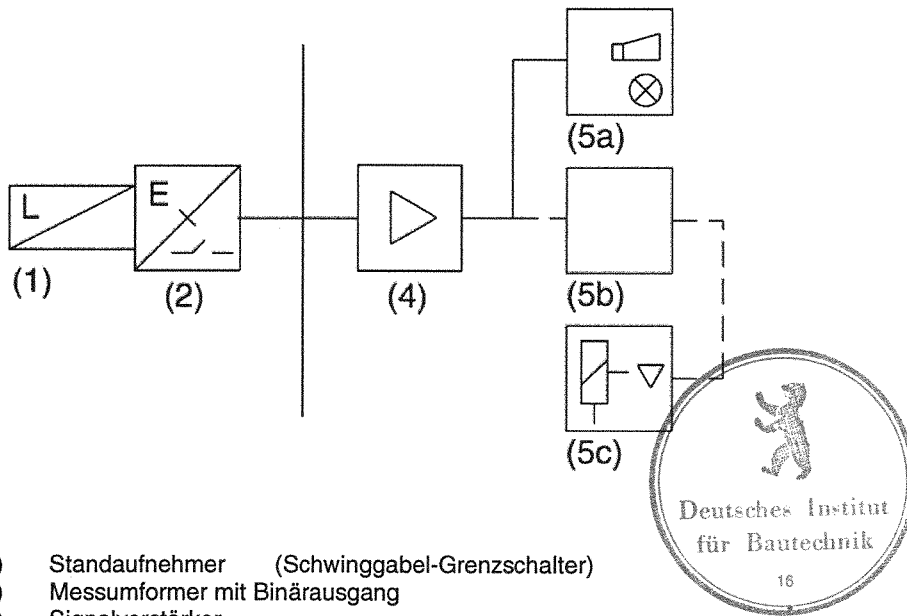 L
E
(1)
(2)
(4)
(5a)
(5b)
(5c)
Deutsches Institut
für Bautechnik
16
) Standaufnehmer (Schwinggabel-Grenzschalter)
) Messumformer mit Binärausgang